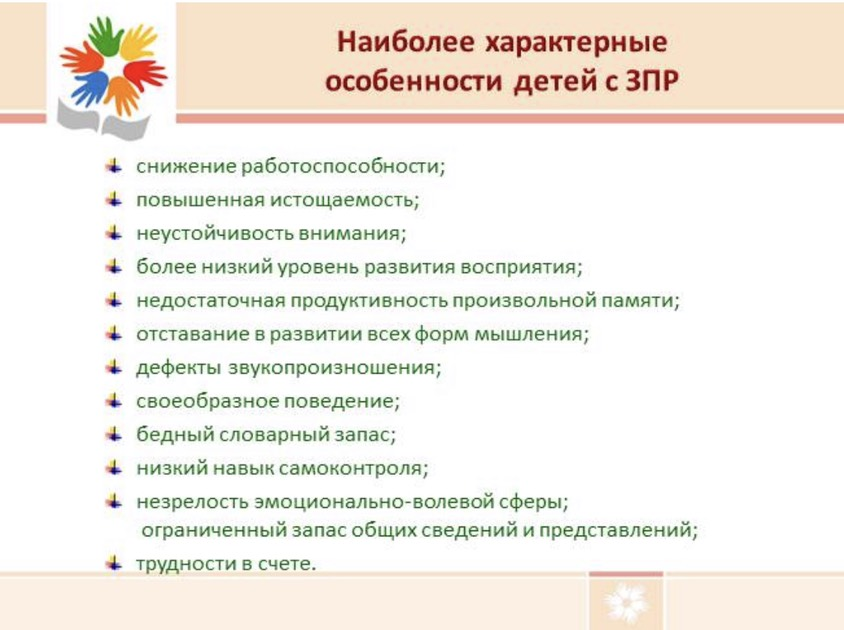 Наиболее характерные
особенности детей с ЗПР
снижение работоспособности;
повышенная истощаемость;
неустойчивость внимания;
более низкий уровень развития восприятия;
недостаточная продуктивность произвольной памяти;
отставание в развитии всех форм мышления;
дефекты звукопроизношения;
своеобразное поведение;
бедный словарный запас;
низкий навык самоконтроля;
незрелость эмоционально-волевой сферы;
ограниченный запас общих сведений и представлений;
трудности в счете.